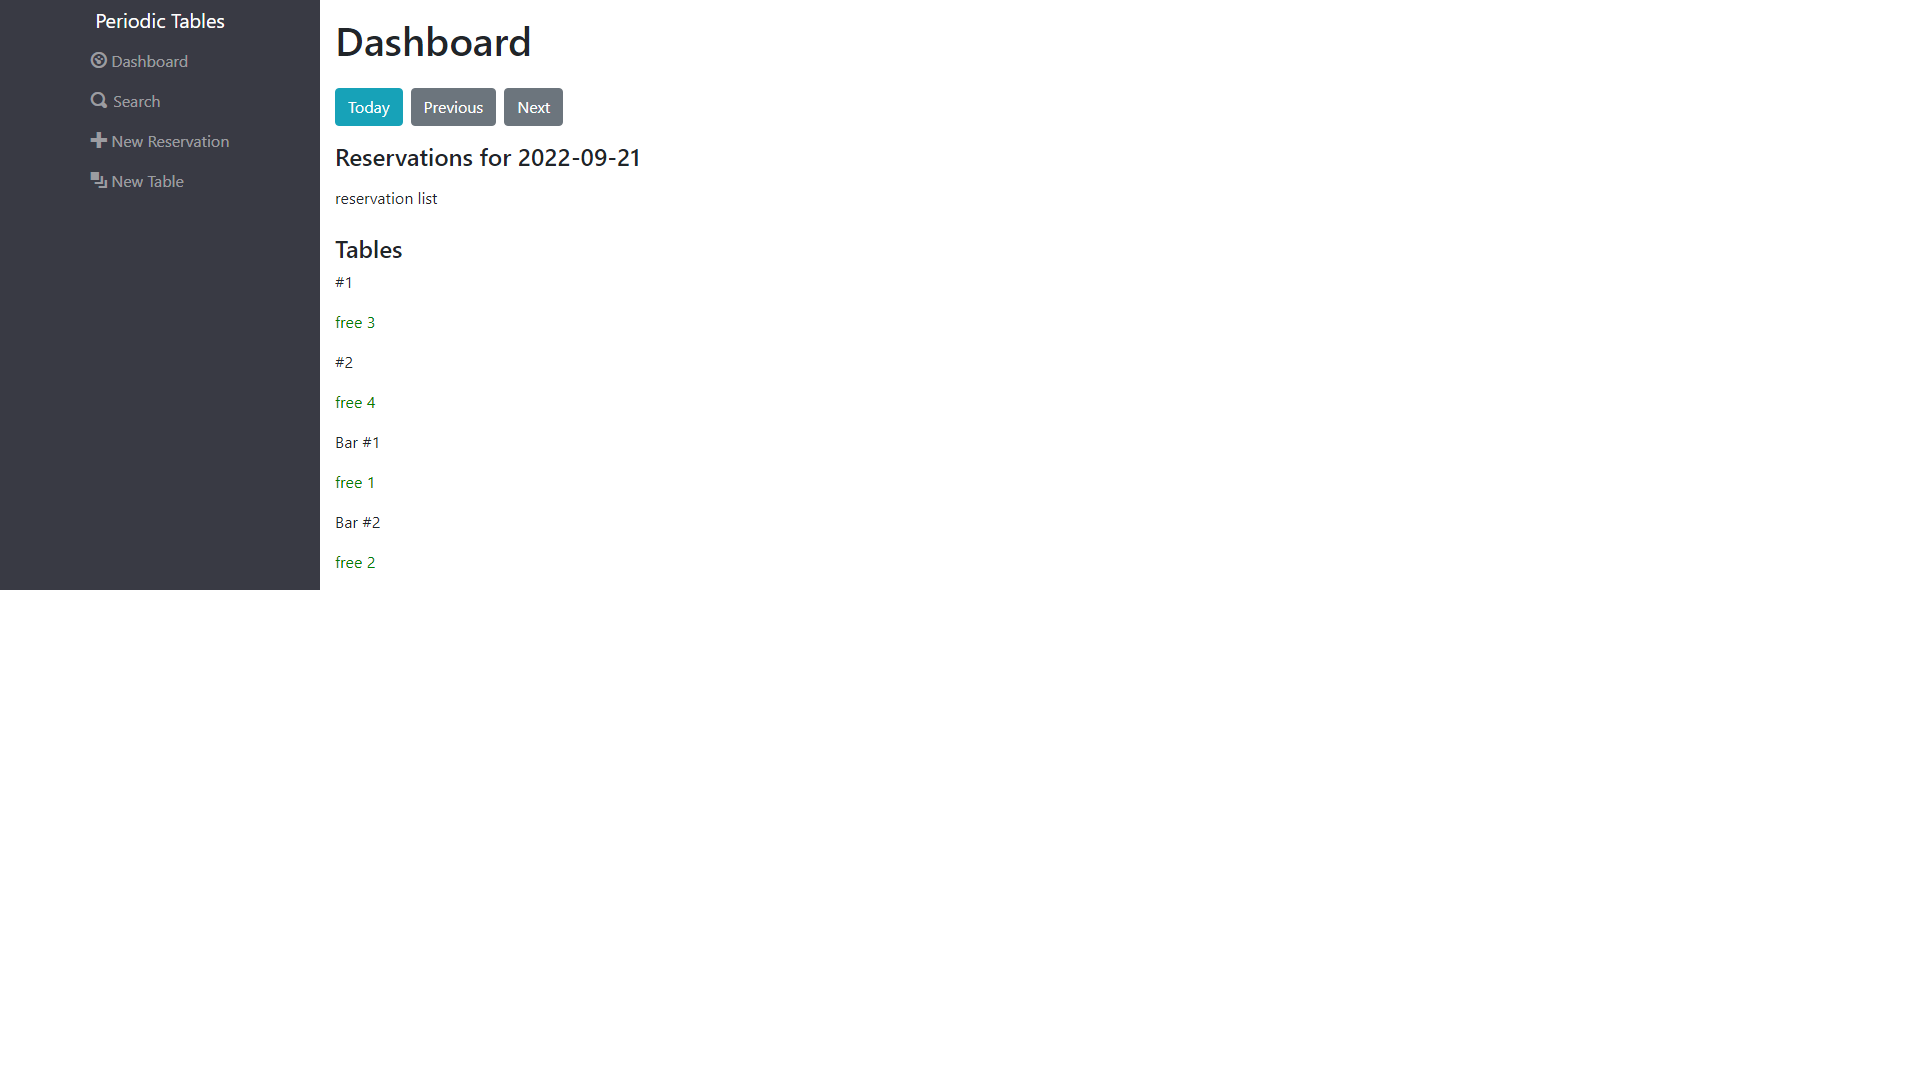 Periodic Tables
Dashboard
Search
New Reservation
New Table
Dashboard
Today Previous Next
Reservations for 2022-09-21
reservation list
Tables
#1
free 3
#2
free 4
Bar #1
free 1
Bar #2
free 2